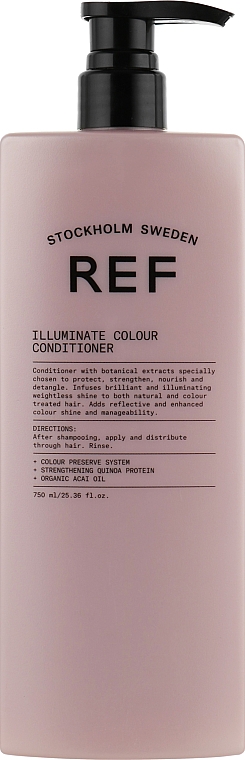 STOCKHOLM SWEDEN
REF
ILLUMINATE COLOUR
CONDITIONER
Conditioner with botanical extracts specially
chosen to protect, strengthen, nourish and
detangle. Infuses brilliant and illuminating
weightless shine to both natural and colour
treated hair. Adds reflective and enhanced
colour shine and manageability.
DIRECTIONS:
After shampooing, apply and distribute
through hair. Rinse.
+ COLOUR PRESERVE SYSTEM
+ STRENGTHENING QUINOA PROTEIN
+ ORGANIC ACAI OIL
750 ml/25.36 fl.oz.